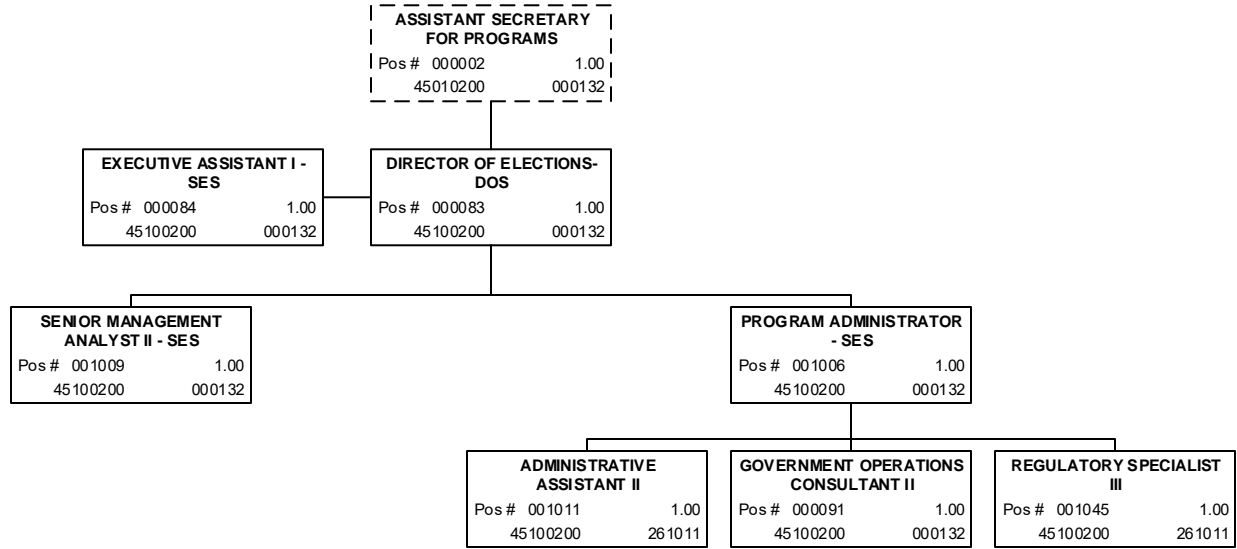 ASSISTANT SECRETARY
FOR PROGRAMS
Pos # 000002 1.00
45010200 000132
EXECUTIVE ASSISTANT I -
SES
Pos # 000084 1.00
45100200 000132
DIRECTOR OF ELECTIONS-
DOS
Pos # 000083 1.00
45100200 000132
SENIOR MANAGEMENT
ANALYST II - SES
Pos # 001009 1.00
45100200 000132
PROGRAM ADMINISTRATOR
- SES
Pos # 001006 1.00
45100200 000132
ADMINISTRATIVE
ASSISTANT II
Pos # 001011 1.00
45100200 261011
GOVERNMENT OPERATIONS
CONSULTANT II
Pos # 000091 1.00
45100200 000132
REGULATORY SPECIALIST
III
Pos # 001045 1.00
45100200 261011